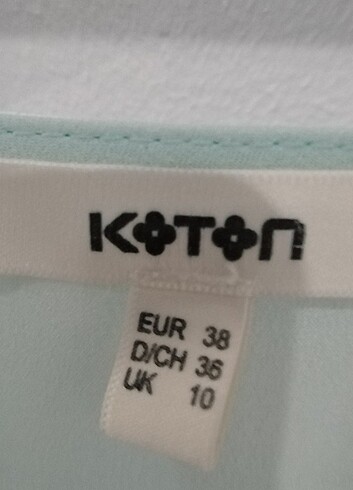 KOTON
EUR 38
D/CH 36
UK 10